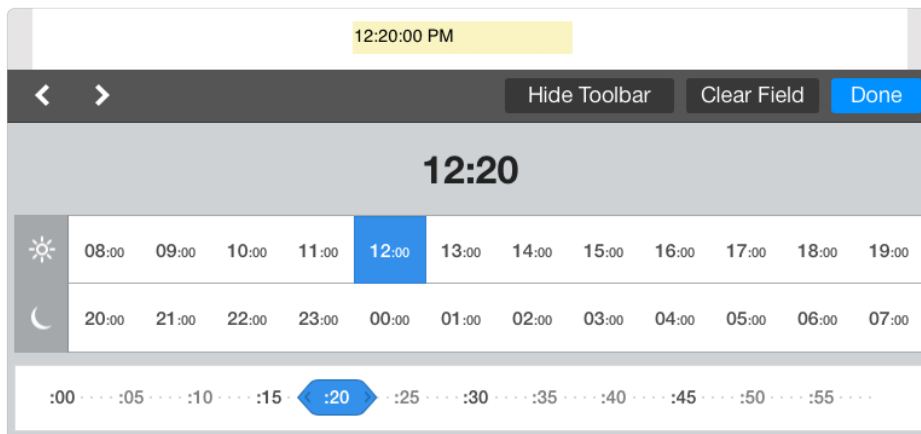 12:20:00 PM
Hide Toolbar Clear Field Done
12:20
08:00 09:00 10:00 11:00 12:00 13:00 14:00 15:00 16:00 17:00 18:00 19:00
20:00 21:00 22:00 23:00 00:00 01:00 02:00 03:00 04:00 05:00 06:00 07:00
:00 :05 :10 :15 :20 :25 :30 :35 :40 :45 :50 :55